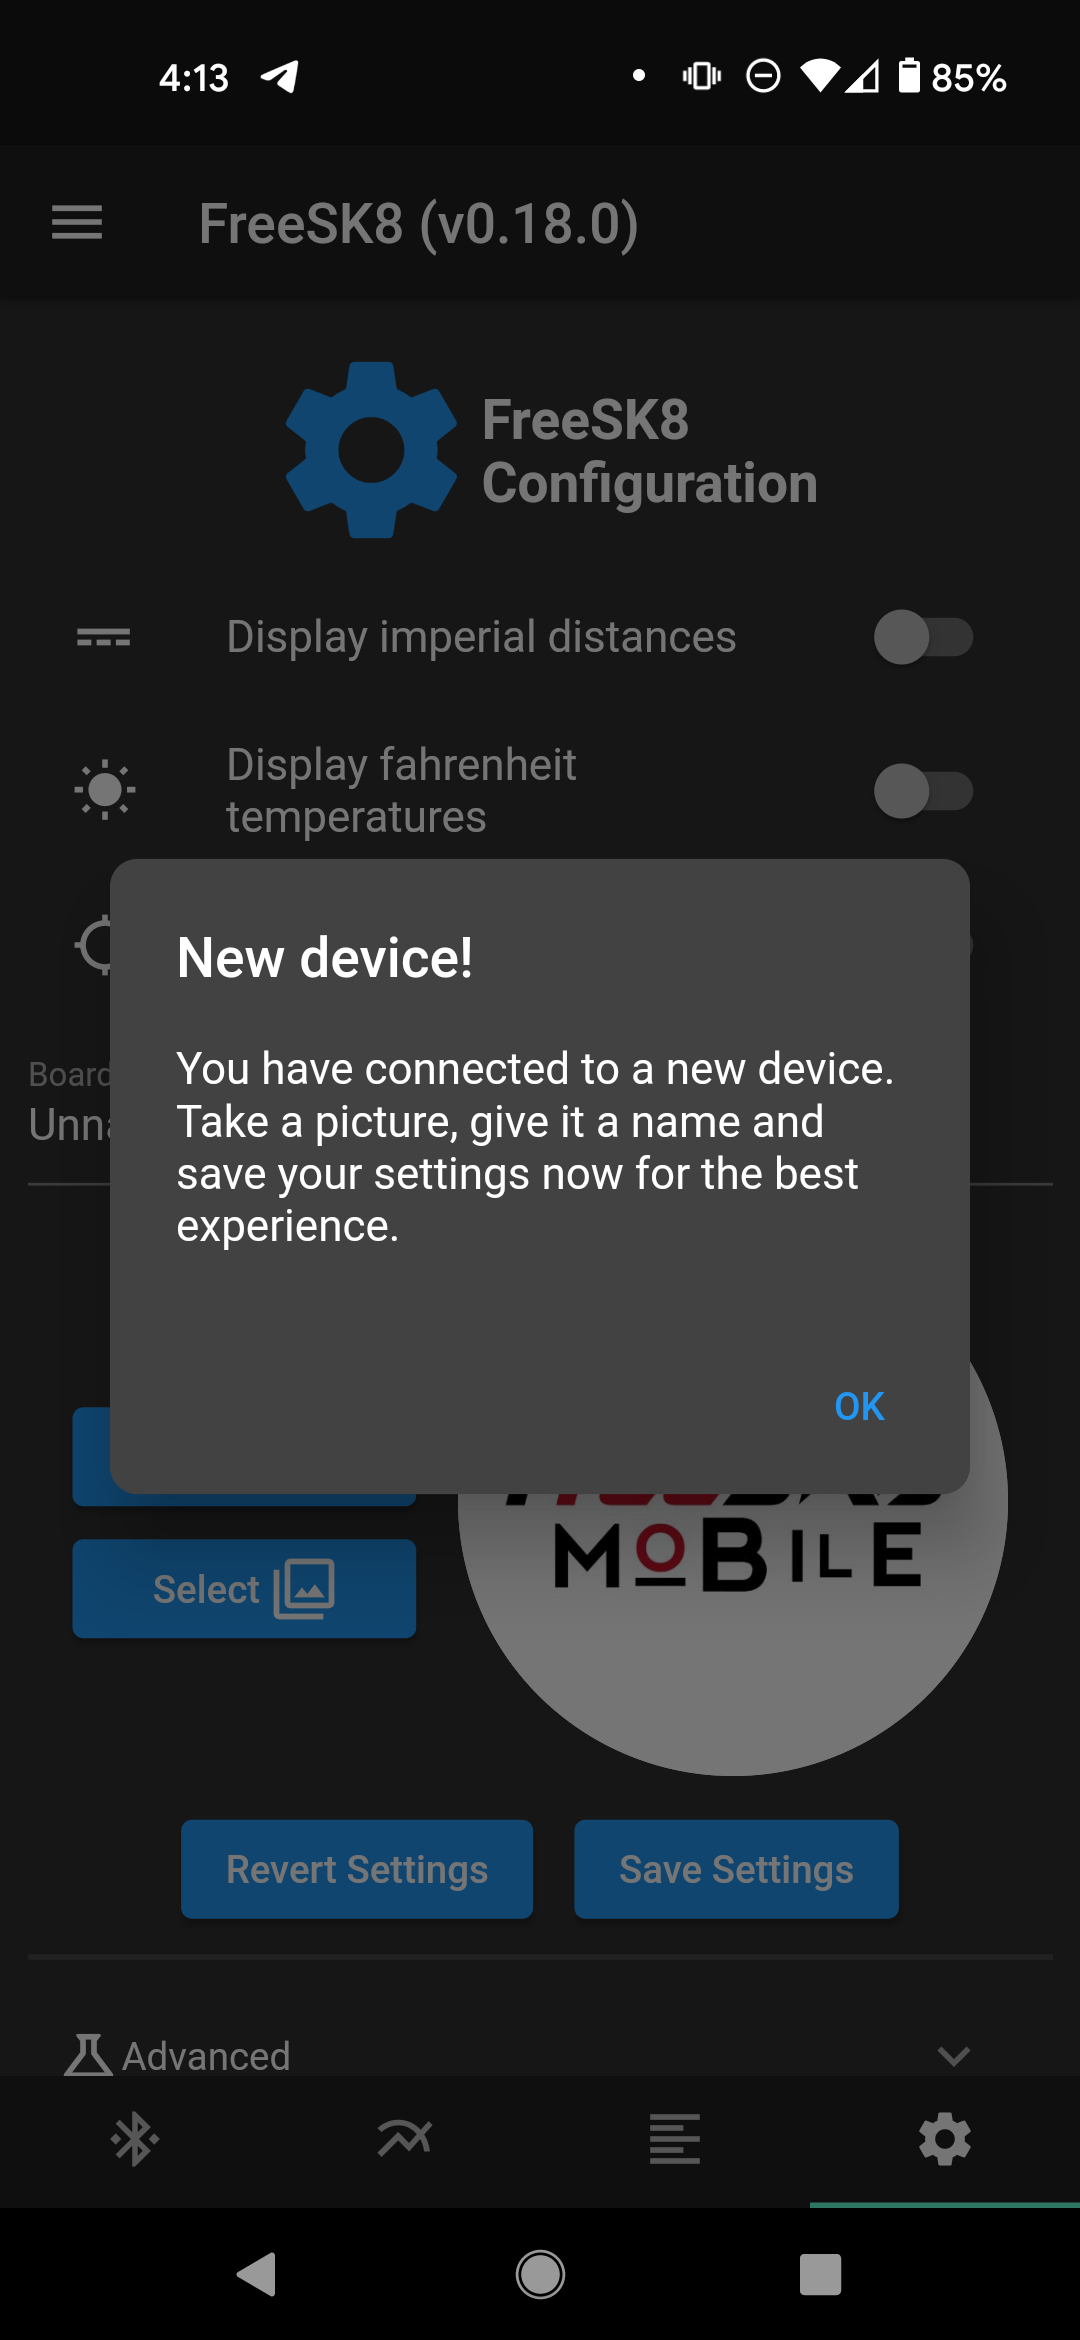 4:13
85%
FreeSK8 (v0.18.0)
FreeSK8
Configuration
Display imperial distances
Display fahrenheit
temperatures
New device!
You have connected to a new device.
Take a picture, give it a name and
save your settings now for the best
experience.
OK
Board
Unna
MOBILE
Select
Revert Settings
Save Settings
Advanced